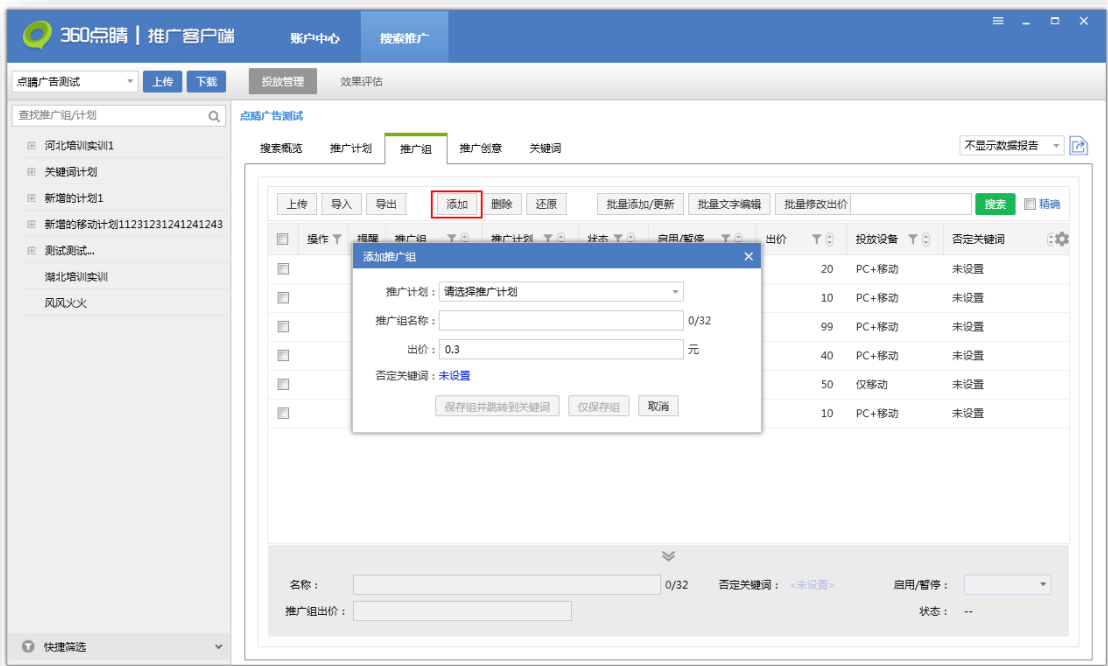 360点睛 | 推广客户端
账户中心
搜索推广
点睛广告测试
上传
下载
投放管理
效果评估
查找推广组/计划
点睛广告测试
河北培训实训1
关键词计划
新增的计划1
新增的移动计划11231231241241243
测试测试...
湖北培训实训
风风火火
搜索概览
推广计划
推广组
推广创意
关键词
不显示数据报告
上传
导入
导出
添加
删除
还原
批量添加/更新
批量文字编辑
批量修改出价
搜索
精确
操作
提醒
推广组
推广计划
状态
启用/暂停
出价
投放设备
否定关键词
20 PC+移动 未设置
10 PC+移动 未设置
99 PC+移动 未设置
40 PC+移动 未设置
50 仅移动 未设置
10 PC+移动 未设置
添加推广组
推广计划：请选择推广计划
推广组名称： 0/32
出价：0.3 元
否定关键词：未设置
保存组并跳转到关键词
仅保存组
取消
名称： 0/32
否定关键词：<未设置>
启用/暂停：
推广组出价：
状态： --
快捷筛选